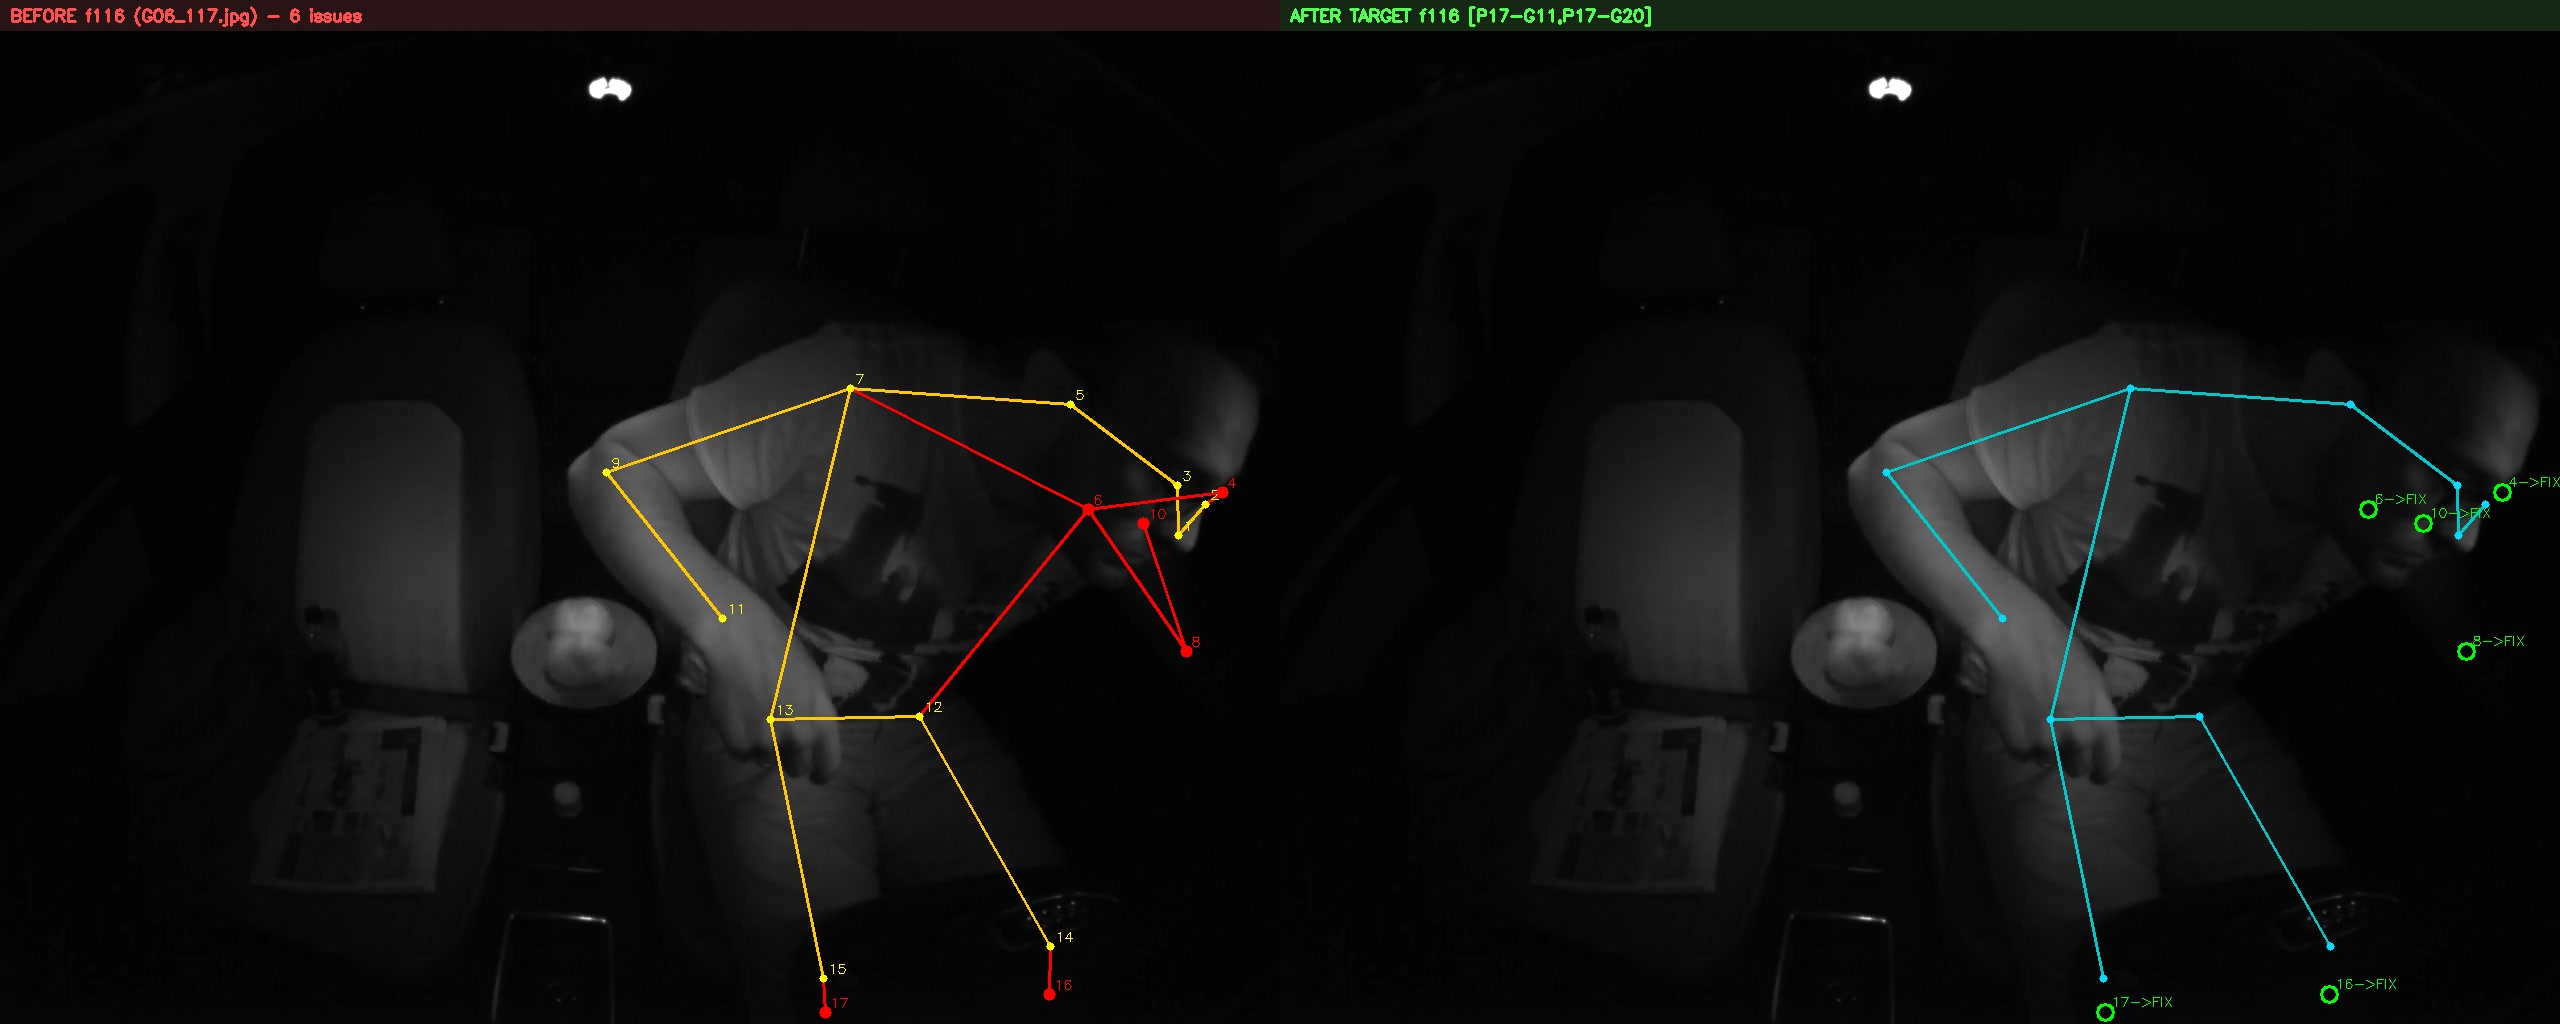 BEFORE f116 (G06_117.jpg) - 6 issues
AFTER TARGET f116 [P17-G11,P17-G20]
7
5
3
9
4
2
6
10
1
11
8
13
12
14
15
16
17
4->FIX
6->FIX
10->FIX
8->FIX
16->FIX
17->FIX